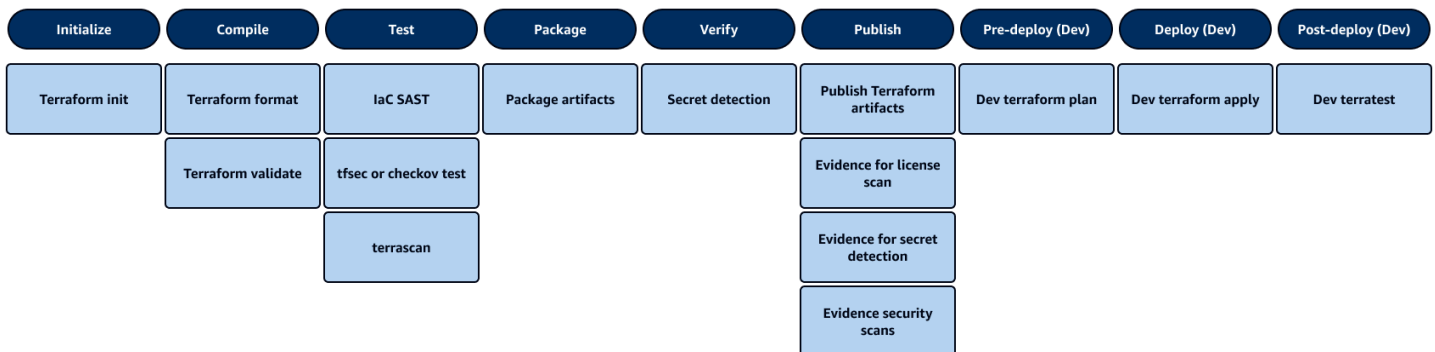 Initialize
Compile
Test
Package
Verify
Publish
Pre-deploy (Dev)
Deploy (Dev)
Post-deploy (Dev)
Terraform init
Terraform format
IaC SAST
Package artifacts
Secret detection
Publish Terraform
artifacts
Dev terraform plan
Dev terraform apply
Dev terratest
Terraform validate
tfsec or checkov test
Evidence for license
scan
terrascan
Evidence for secret
detection
Evidence security
scans